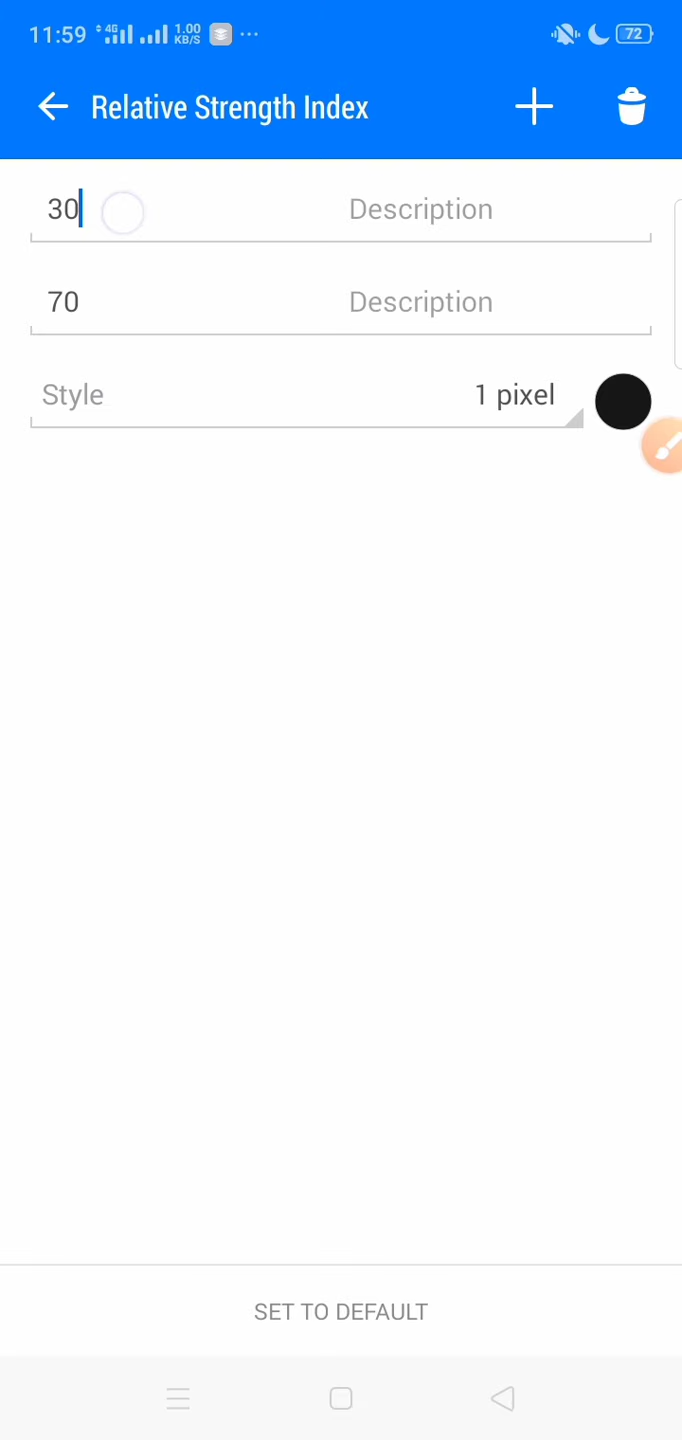 11:59 4G 1.00 KB/S ... 72
Relative Strength Index
30 Description
70 Description
Style 1 pixel
SET TO DEFAULT